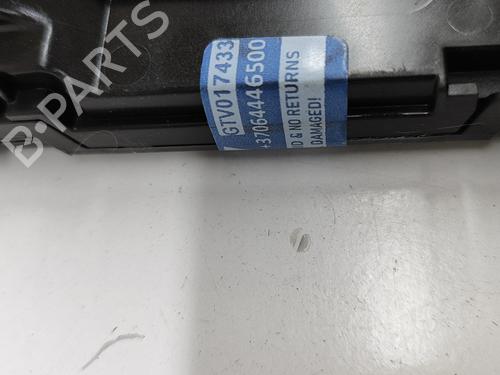 B-PARTS
GTV017433
+37064446500
D & NO RETURNS
DAMAGED!